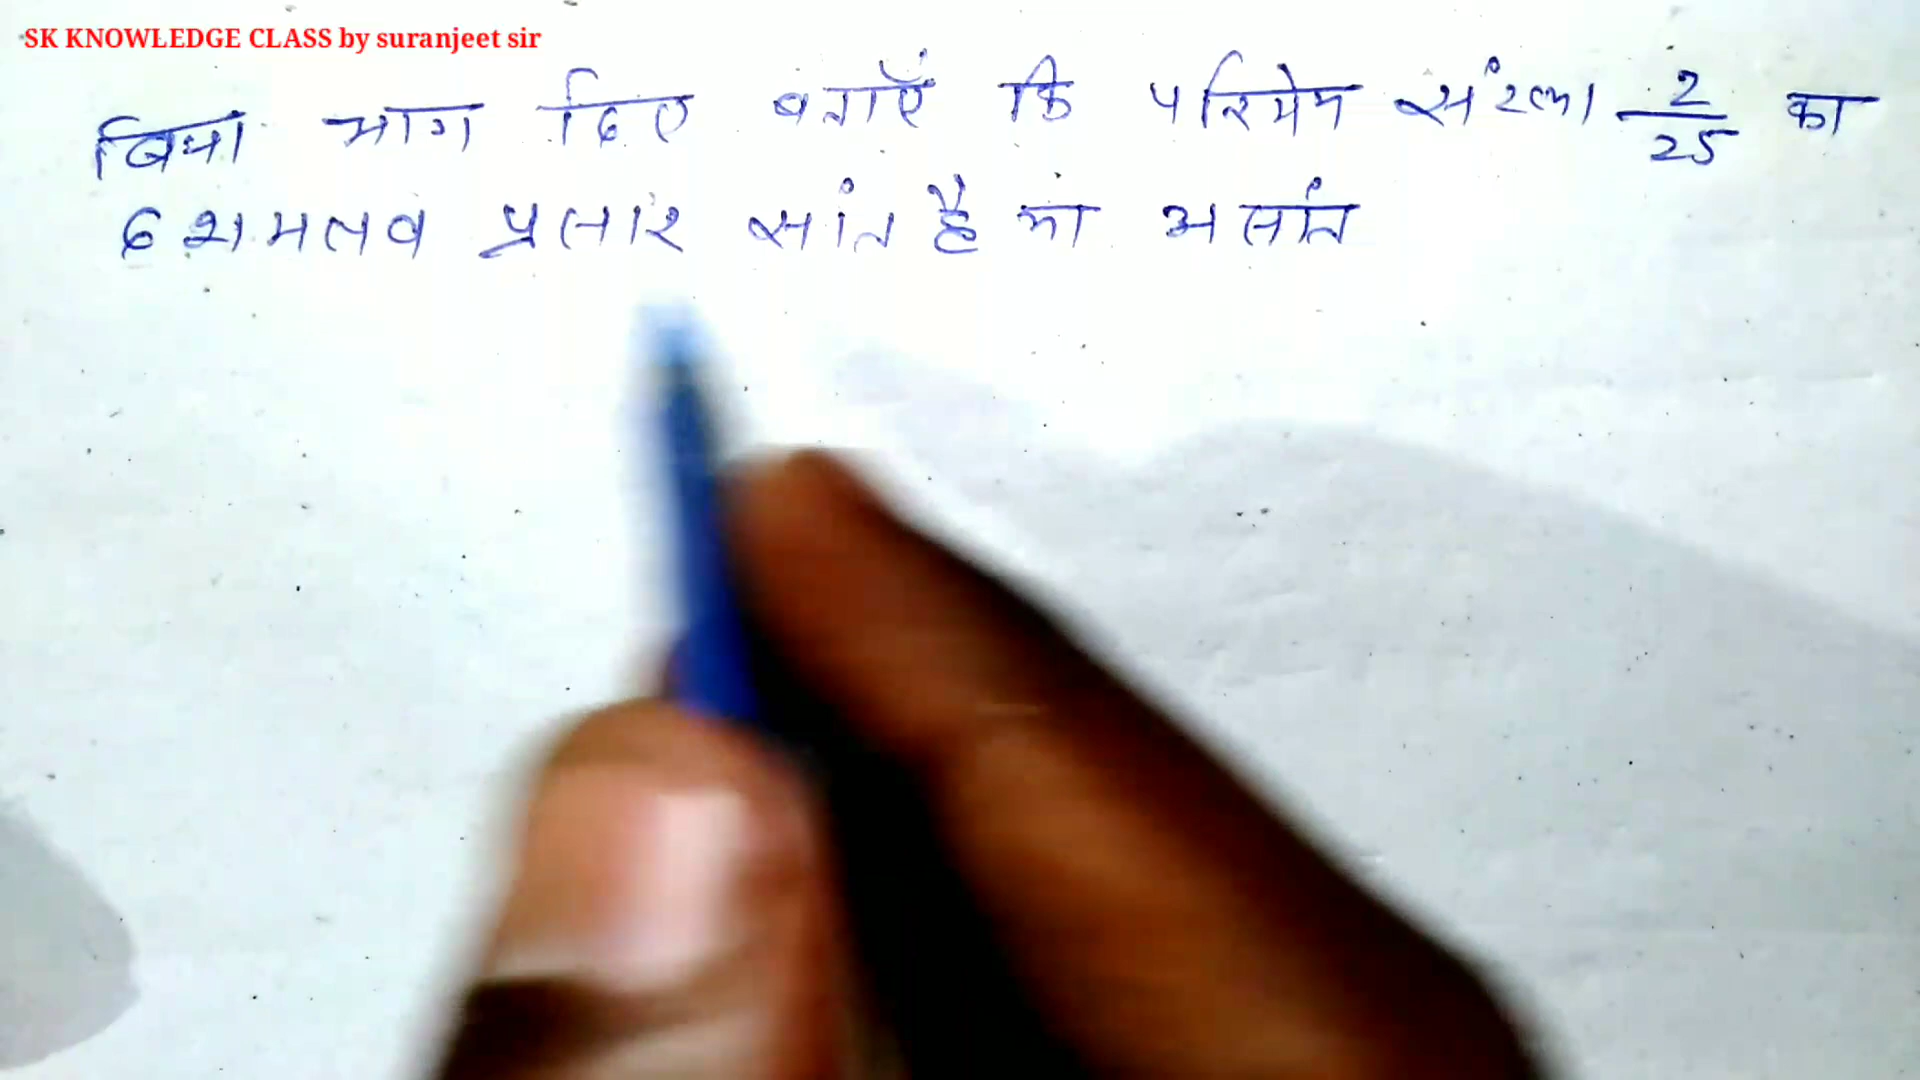 SK KNOWLEDGE CLASS by suranjeet sir
बिना भाग दिए बताएं कि परिमेय संख्या 2/25 का
दशमलव प्रसार सांत है या असांत